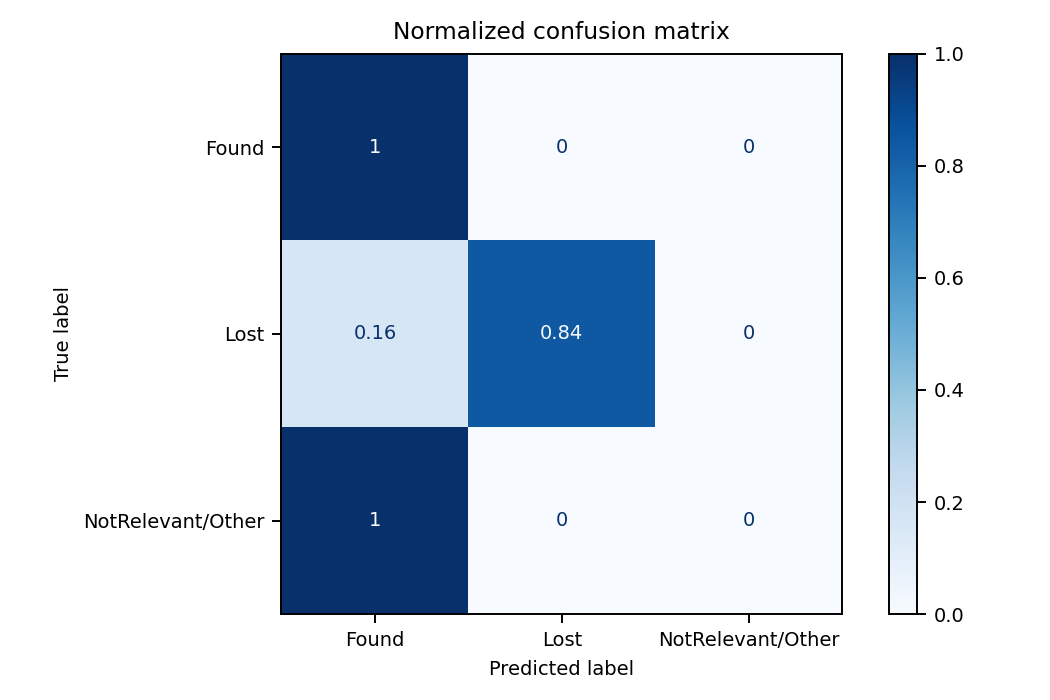 Normalized confusion matrix
Found
1
0
0
Lost
0.16
0.84
0
NotRelevant/Other
1
0
0
Found
Lost
NotRelevant/Other
Predicted label
True label
1.0
0.8
0.6
0.4
0.2
0.0